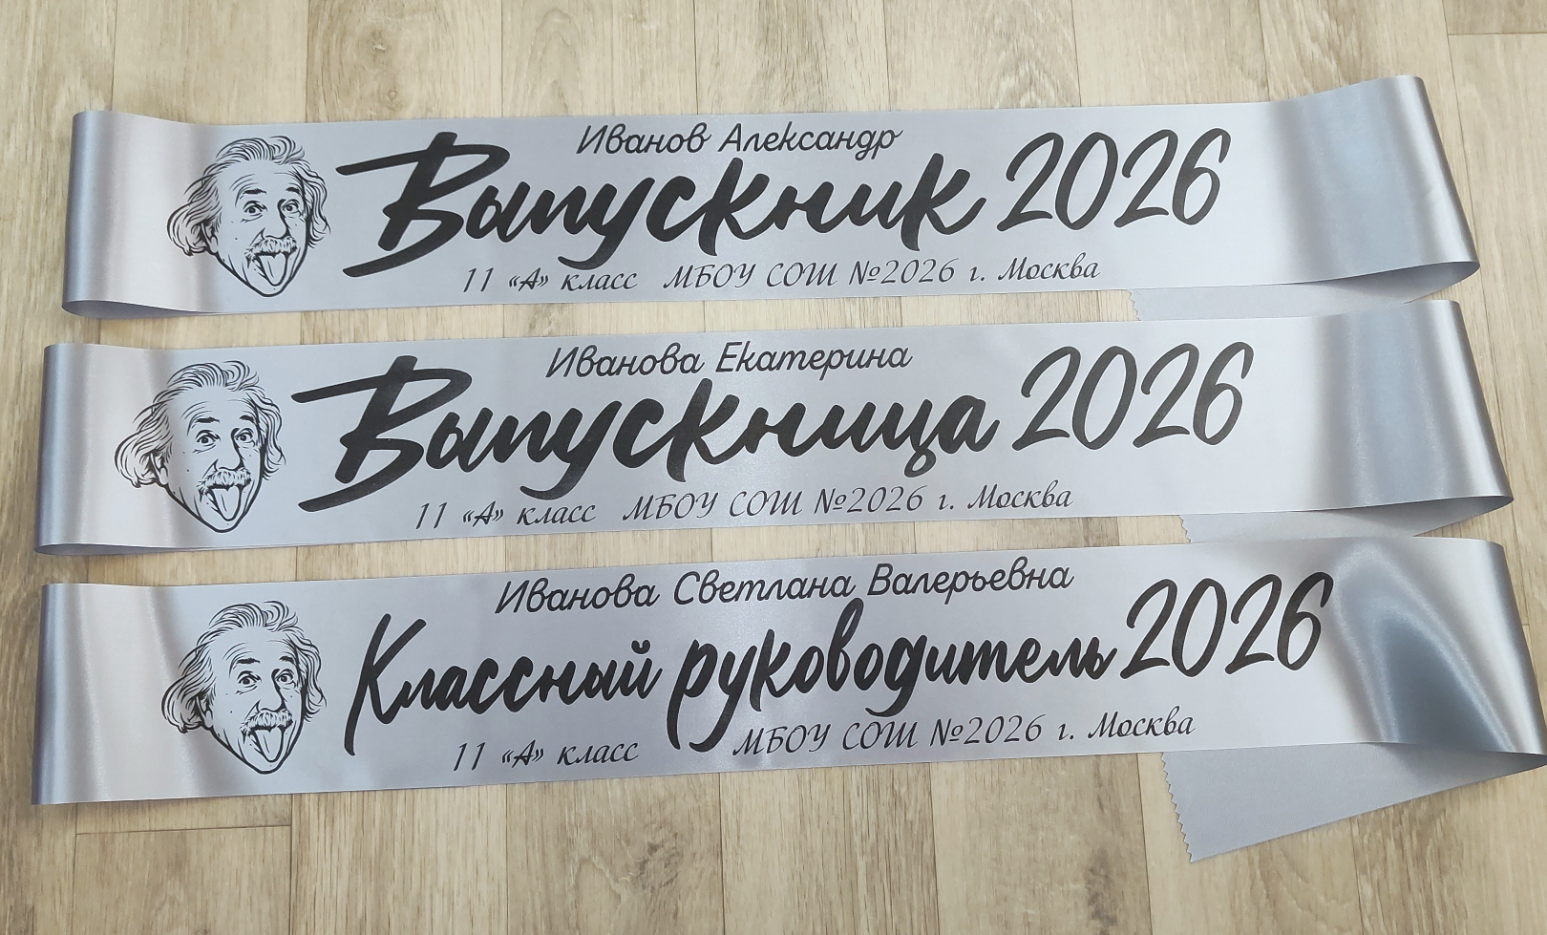 Иванов Александр
Выпускник 2026
11 «А» класс МБОУ СОШ №2026 г. Москва
Иванова Екатерина
Выпускница 2026
11 «А» класс МБОУ СОШ №2026 г. Москва
Иванова Светлана Валерьевна
Классный руководитель 2026
11 «А» класс МБОУ СОШ №2026 г. Москва